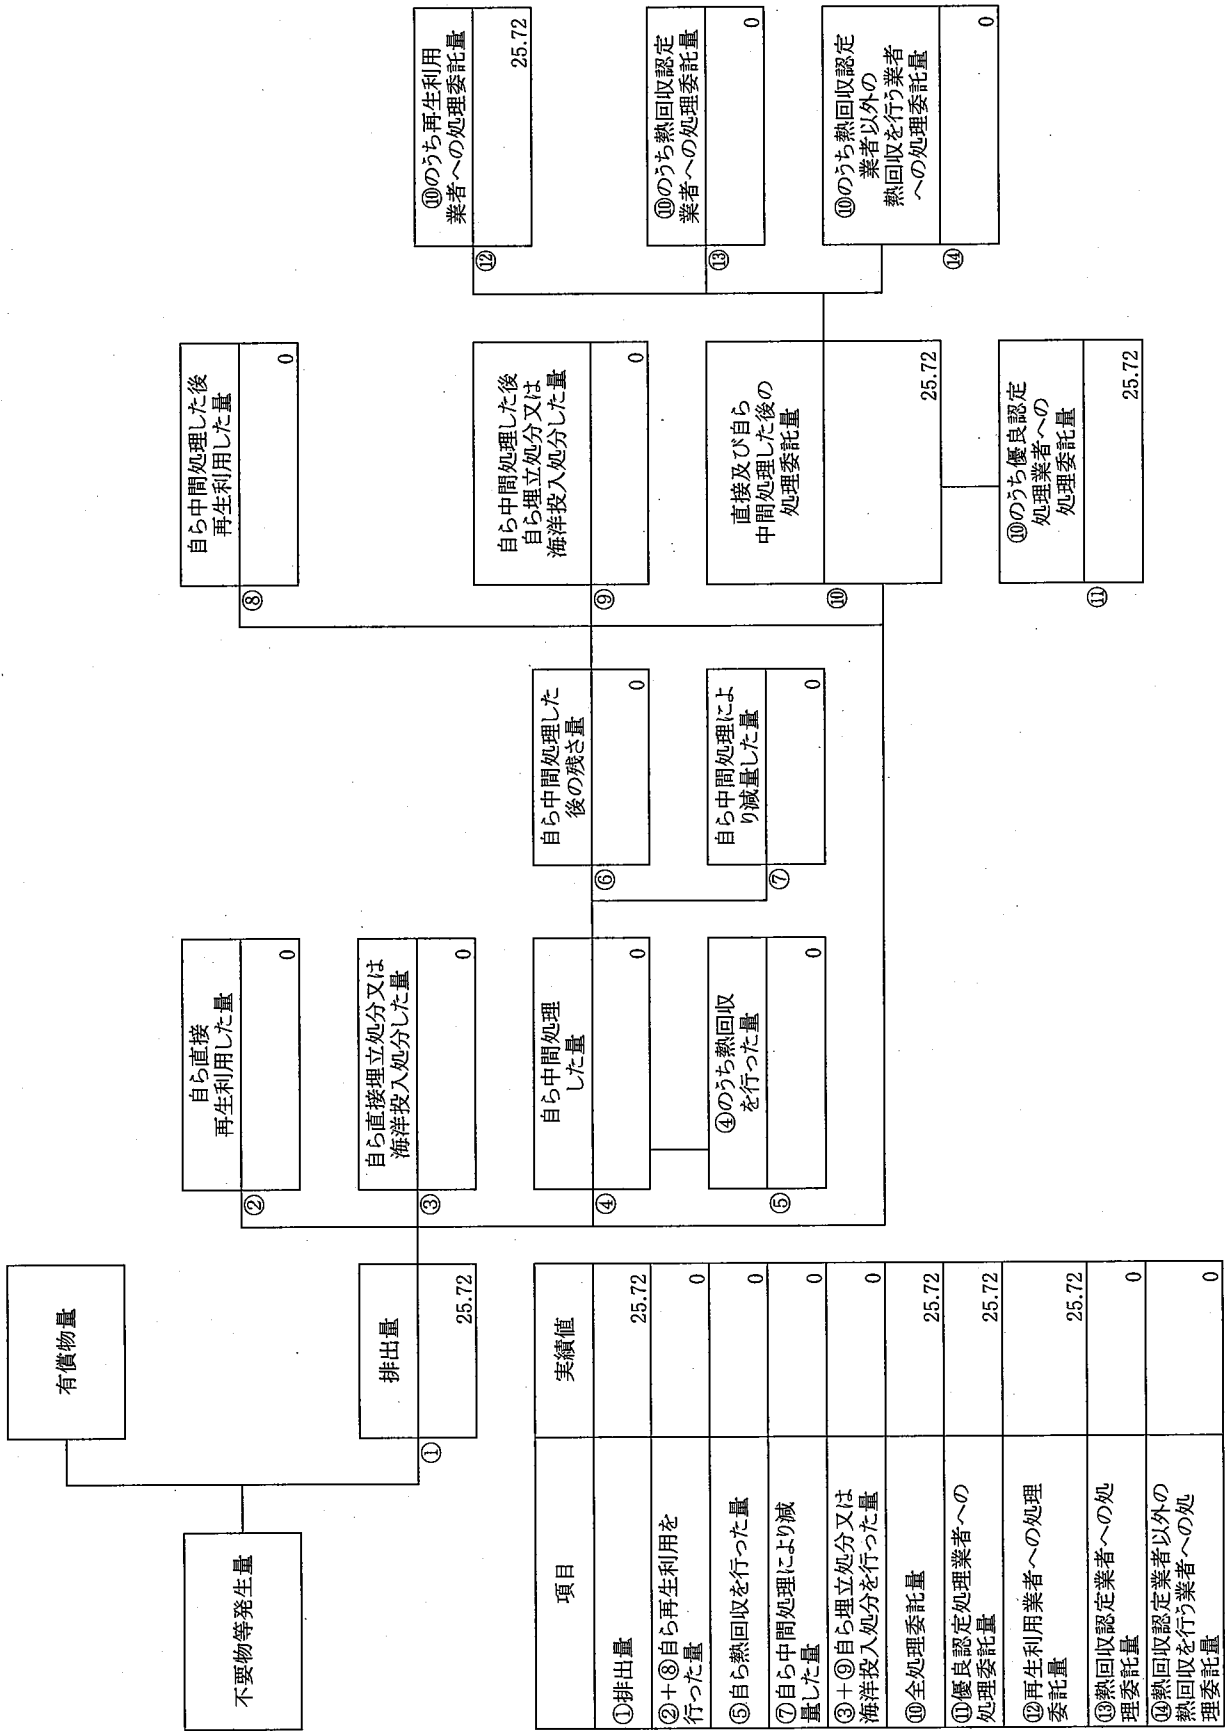 不要物等発生量
有償物量
排出量
①
25.72
自ら直接
再生利用した量
②
0
自ら直接埋立処分又は
海洋投入処分した量
③
0
自ら中間処理
した量
④
0
④のうち熱回収
を行った量
⑤
0
自ら中間処理した
後の残さ量
⑥
0
自ら中間処理によ
り減量した量
⑦
0
自ら中間処理した後
再生利用した量
⑧
0
自ら中間処理した後
自ら埋立処分又は
海洋投入処分した量
⑨
0
直接及び自ら
中間処理した後の
処理委託量
⑩
25.72
⑩のうち優良認定
処理業者への
処理委託量
⑪
25.72
⑩のうち再生利用
業者への処理委託量
⑫
25.72
⑩のうち熱回収認定
業者への処理委託量
⑬
0
⑩のうち熱回収認定
業者以外の
熱回収を行う業者
への処理委託量
⑭
0
項目 実績値
①排出量 25.72
②+⑧自ら再生利用を
行った量 0
⑤自ら熱回収を行った量 0
⑦自ら中間処理により減
量した量 0
③+⑨自ら埋立処分又は
海洋投入処分を行った量 0
⑩全処理委託量 25.72
⑪優良認定処理業者への
処理委託量 25.72
⑫再生利用業者への処理
委託量 25.72
⑬熱回収認定業者への処
理委託量 0
⑭熱回収認定業者以外の
熱回収を行う業者への処
理委託量 0